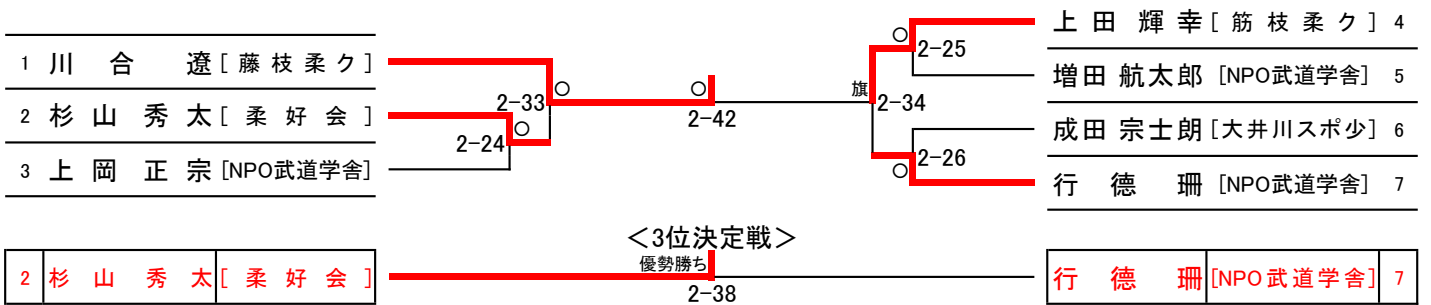 1 川合 遼 [ 藤枝柔ク ]
2 杉山 秀太 [ 柔好会 ]
3 上岡 正宗 [NPO武道学舎]
○
2-33
○
2-24
○
2-42
○
2-25
旗
2-34
2-26
○
上田 輝幸 [ 筋枝柔ク ] 4
増田 航太郎 [NPO武道学舎] 5
成田 宗士朗 [大井川スポ少] 6
行德 珊 [NPO武道学舎] 7
＜3位決定戦＞
優勢勝ち
2-38
2 杉山 秀太 [ 柔好会 ]
行德 珊 [NPO武道学舎] 7